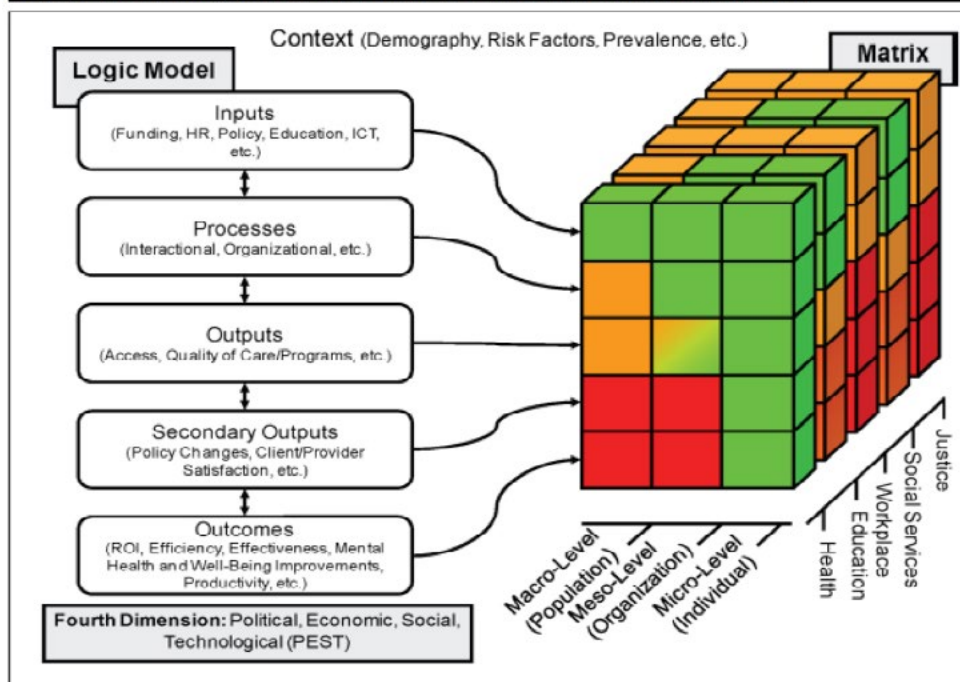 Context (Demography, Risk Factors, Prevalence, etc.)
Logic Model
Matrix
Inputs
(Funding, HR, Policy, Education, ICT,
etc.)
Processes
(Interactional, Organizational, etc.)
Outputs
(Access, Quality of Care/Programs, etc.)
Secondary Outputs
(Policy Changes, Client/Provider
Satisfaction, etc.)
Outcomes
(ROI, Efficiency, Effectiveness, Mental
Health and Well-Being Improvements,
Productivity, etc.)
Fourth Dimension: Political, Economic, Social,
Technological (PEST)
Macro-Level
(Population)
Meso-Level
(Organization)
Micro-Level
(Individual)
Health
Education
Workplace
Social Services
Justice